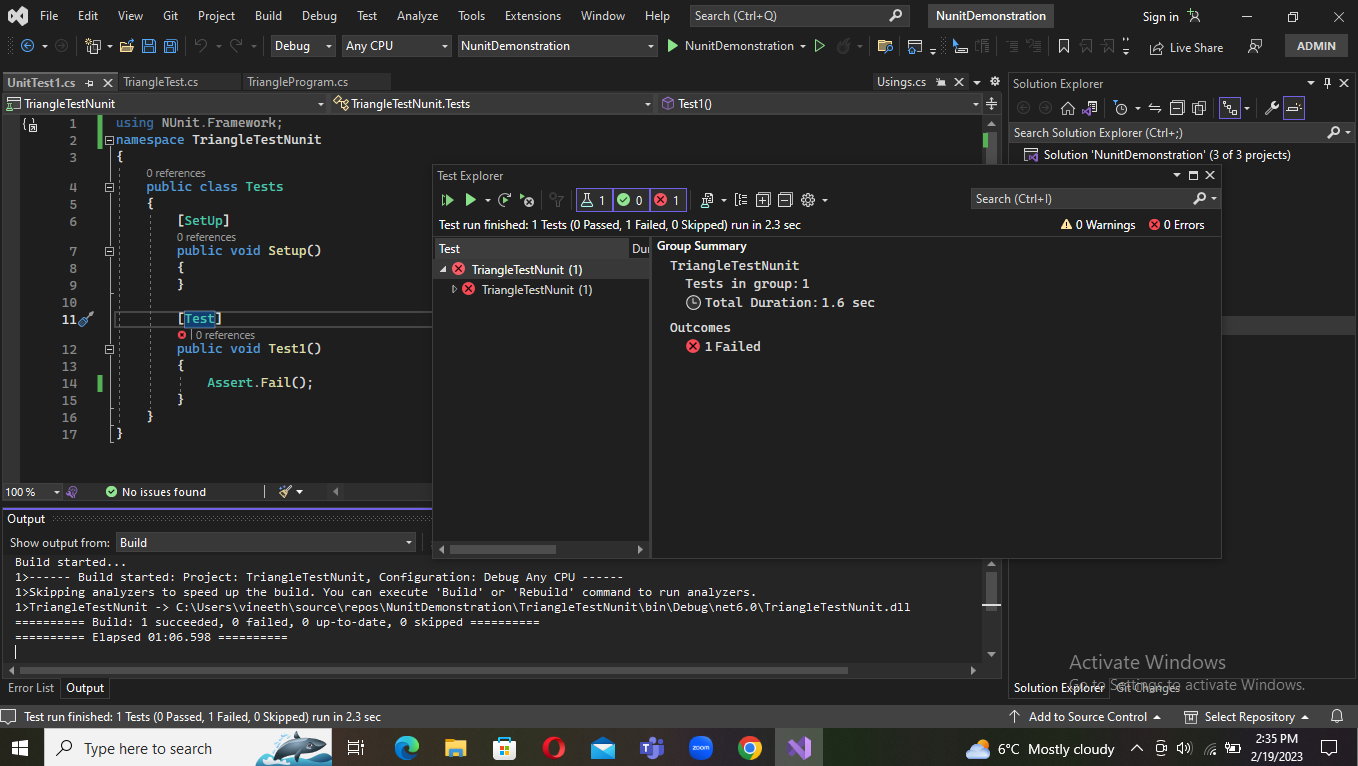 File Edit View Git Project Build Debug Test Analyze Tools Extensions Window Help Search (Ctrl+Q) NunitDemonstration Sign in
Debug Any CPU NunitDemonstration NunitDemonstration Live Share ADMIN
UnitTest1.cs TriangleTest.cs TriangleProgram.cs Usings.cs
TriangleTestNunit TriangleTestNunit.Tests Test1()
1 using NUnit.Framework;
2 namespace TriangleTestNunit
3 {
0 references
4 public class Tests
5 {
6 [SetUp]
0 references
7 public void Setup()
8 {
9 }
10
11 [Test]
0 references
12 public void Test1()
13 {
14 Assert.Fail();
15 }
16 }
17 }
100 % No issues found
Solution Explorer
Search Solution Explorer (Ctrl+;)
Solution 'NunitDemonstration' (3 of 3 projects)
Test Explorer
1 0 1 Search (Ctrl+I)
Test run finished: 1 Tests (0 Passed, 1 Failed, 0 Skipped) run in 2.3 sec 0 Warnings 0 Errors
Test Dur
TriangleTestNunit (1)
TriangleTestNunit (1)
Group Summary
TriangleTestNunit
Tests in group: 1
Total Duration: 1.6 sec
Outcomes
1 Failed
Output
Show output from: Build
Build started...
1>------ Build started: Project: TriangleTestNunit, Configuration: Debug Any CPU ------
1>Skipping analyzers to speed up the build. You can execute 'Build' or 'Rebuild' command to run analyzers.
1>TriangleTestNunit -> C:\Users\vineeth\source\repos\NunitDemonstration\TriangleTestNunit\bin\Debug\net6.0\TriangleTestNunit.dll
========== Build: 1 succeeded, 0 failed, 0 up-to-date, 0 skipped ==========
========== Elapsed 01:06.598 ==========
Error List Output
Activate Windows
Go to Settings to activate Windows.
Solution Explorer Git Changes
Test run finished: 1 Tests (0 Passed, 1 Failed, 0 Skipped) run in 2.3 sec Add to Source Control Select Repository
Type here to search zoom 6°C Mostly cloudy 2:35 PM
2/19/2023